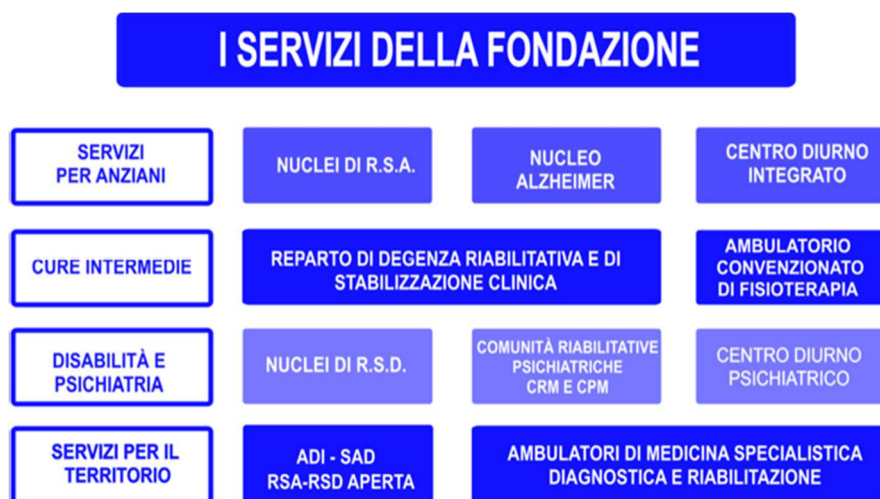 I SERVIZI DELLA FONDAZIONE
SERVIZI
PER ANZIANI
NUCLEI DI R.S.A.
NUCLEO
ALZHEIMER
CENTRO DIURNO
INTEGRATO
CURE INTERMEDIE
REPARTO DI DEGENZA RIABILITATIVA E DI
STABILIZZAZIONE CLINICA
AMBULATORIO
CONVENZIONATO
DI FISIOTERAPIA
DISABILITÀ E
PSICHIATRIA
NUCLEI DI R.S.D.
COMUNITÀ RIABILITATIVE
PSICHIATRICHE
CRM E CPM
CENTRO DIURNO
PSICHIATRICO
SERVIZI PER IL
TERRITORIO
ADI - SAD
RSA-RSD APERTA
AMBULATORI DI MEDICINA SPECIALISTICA
DIAGNOSTICA E RIABILITAZIONE